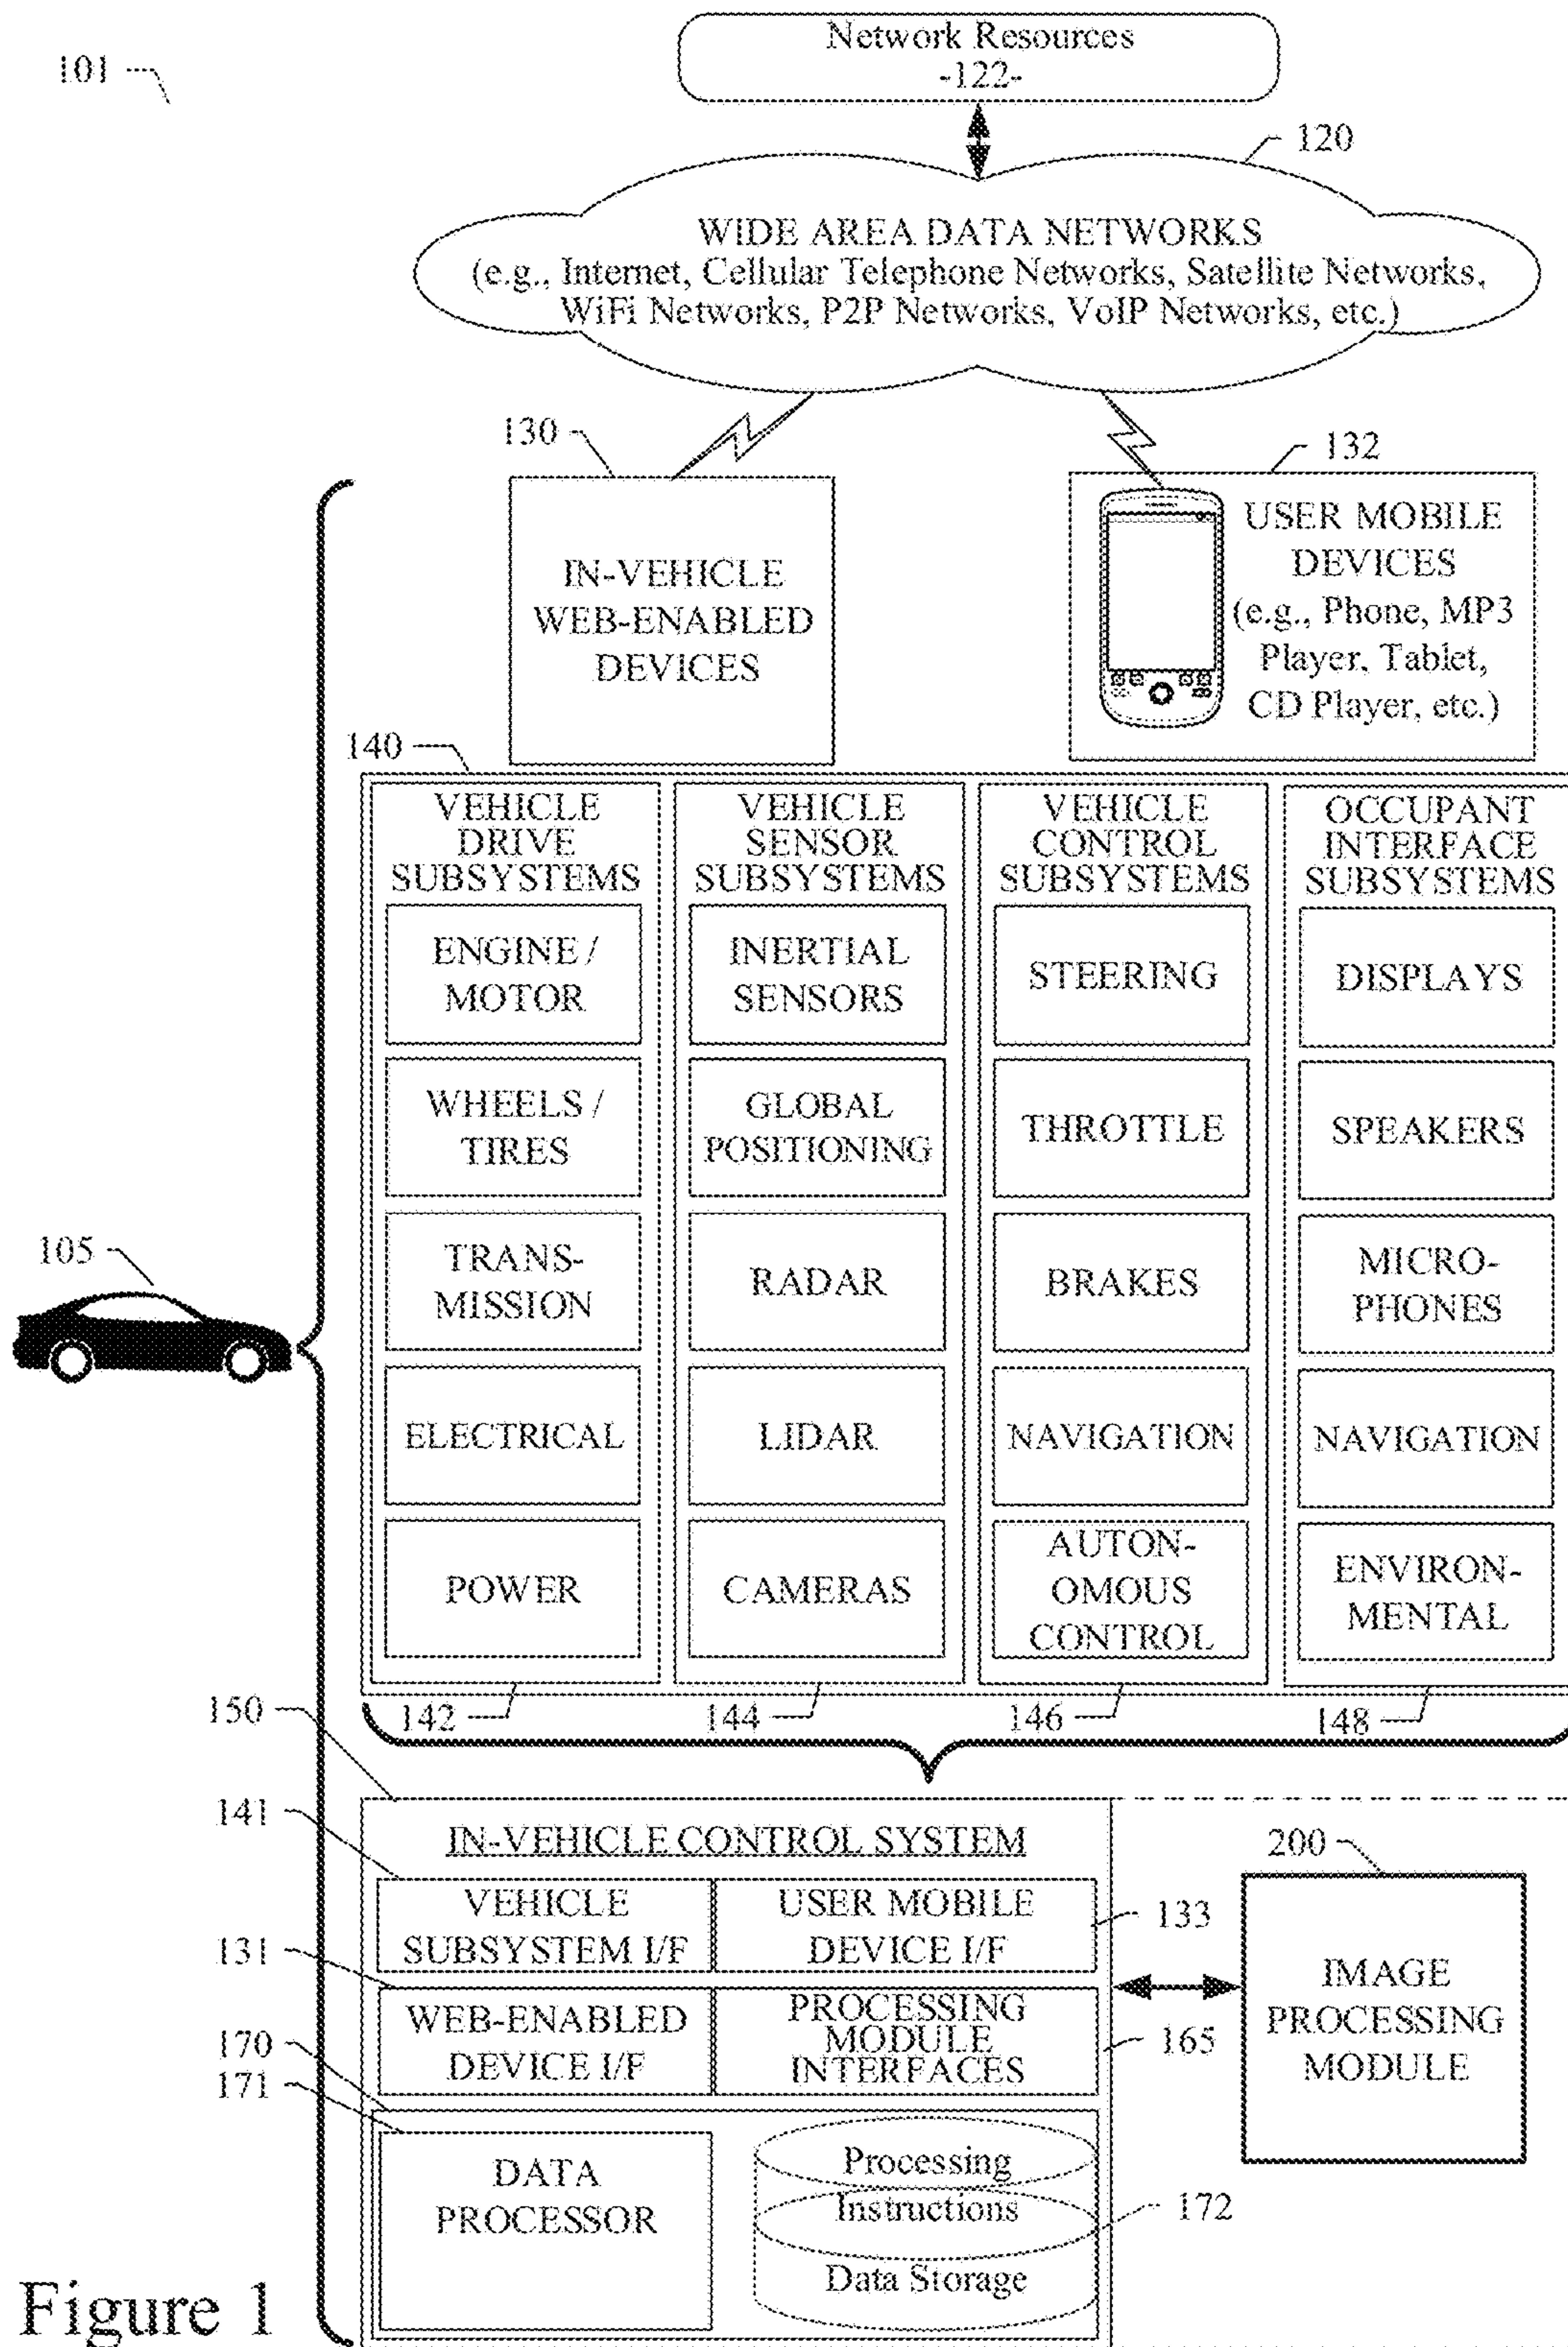 101
Network Resources
-122-
120
WIDE AREA DATA NETWORKS
(e.g., Internet, Cellular Telephone Networks, Satellite Networks,
WiFi Networks, P2P Networks, VoIP Networks, etc.)
130
132
IN-VEHICLE
WEB-ENABLED
DEVICES
USER MOBILE
DEVICES
(e.g., Phone, MP3
Player, Tablet,
CD Player, etc.)
140
VEHICLE
DRIVE
SUBSYSTEMS
ENGINE /
MOTOR
WHEELS /
TIRES
TRANS-
MISSION
ELECTRICAL
POWER
142
VEHICLE
SENSOR
SUBSYSTEMS
INERTIAL
SENSORS
GLOBAL
POSITIONING
RADAR
LIDAR
CAMERAS
144
VEHICLE
CONTROL
SUBSYSTEMS
STEERING
THROTTLE
BRAKES
NAVIGATION
AUTON-
OMOUS
CONTROL
146
OCCUPANT
INTERFACE
SUBSYSTEMS
DISPLAYS
SPEAKERS
MICRO-
PHONES
NAVIGATION
ENVIRON-
MENTAL
148
105
150
141
IN-VEHICLE CONTROL SYSTEM
VEHICLE
SUBSYSTEM I/F
USER MOBILE
DEVICE I/F
133
131
WEB-ENABLED
DEVICE I/F
PROCESSING
MODULE
INTERFACES
165
170
171
DATA
PROCESSOR
Processing
Instructions
Data Storage
172
200
IMAGE
PROCESSING
MODULE
Figure 1